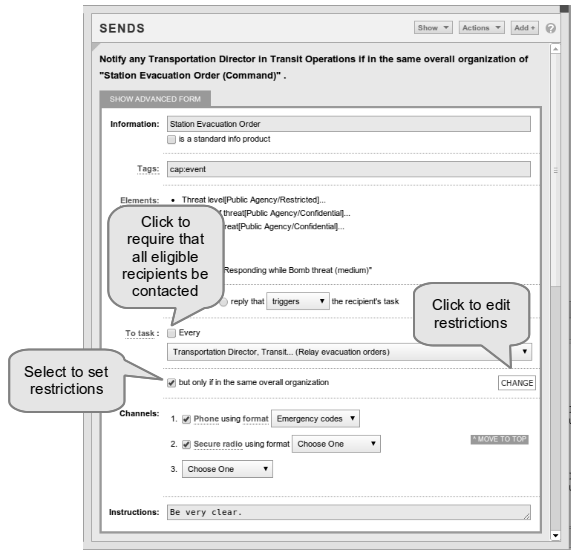 SENDS
Show
Actions
Add +
Notify any Transportation Director in Transit Operations if in the same overall organization of
"Station Evacuation Order (Command)" .
SHOW ADVANCED FORM
Information:
Station Evacuation Order
is a standard info product
Tags:
cap:event
Elements:
• Threat level[Public Agency/Restricted]...
threat[Public Agency/Confidential]...
[Public Agency/Confidential]...
Click to
require that
all eligible
recipients be
contacted
Responding while Bomb threat (medium)"
reply that triggers the recipient's task
Click to edit
restrictions
To task :
Every
Transportation Director, Transit... (Relay evacuation orders)
Select to set
restrictions
but only if in the same overall organization
CHANGE
Channels:
1. Phone using format Emergency codes
2. Secure radio using format Choose One
^ MOVE TO TOP
3. Choose One
Instructions:
Be very clear.